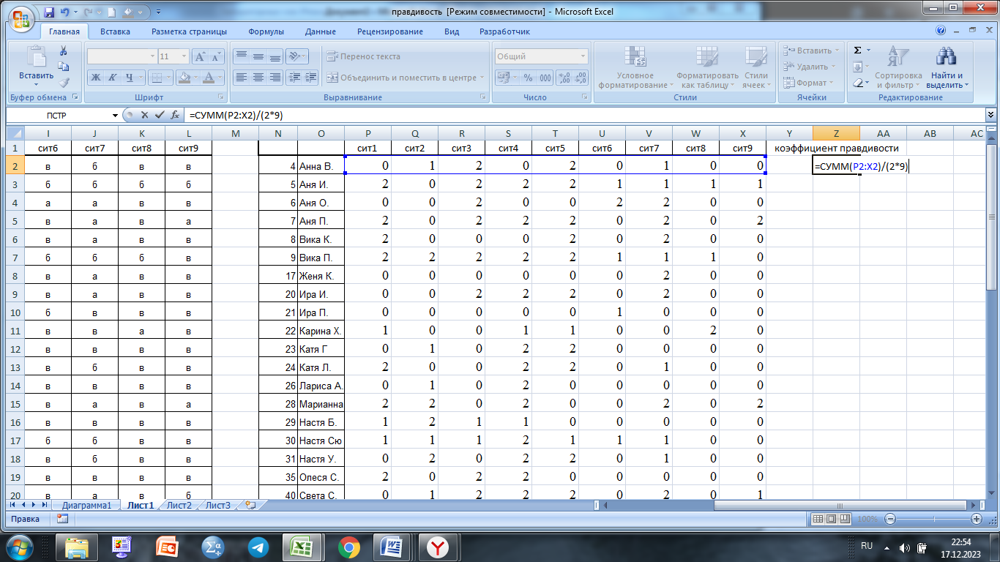 правдивость [Режим совместимости] - Microsoft Excel
Главная Вставка Разметка страницы Формулы Данные Рецензирование Вид Разработчик
Вставить 11 Перенос текста Общий Условное форматирование Форматировать как таблицу Стили ячеек Вставить Удалить Формат Сортировка и фильтр Найти и выделить
Ж К Ч Объединить и поместить в центре % 000
Буфер обмена Шрифт Выравнивание Число Стили Ячейки Редактирование
ПСТР =СУММ(P2:X2)/(2*9)
I J K L M N O P Q R S T U V W X Y Z AA AB AC
1 сит6 сит7 сит8 сит9 сит1 сит2 сит3 сит4 сит5 сит6 сит7 сит8 сит9 коэффициент правдивости
2 в б в в 4 Анна В. 0 1 2 0 2 0 1 0 0 =СУММ(P2:X2)/(2*9)
3 б б б б 5 Аня И. 2 0 2 2 2 1 1 1 1
4 а а в в 6 Аня О. 0 0 2 0 0 2 2 0 0
5 в а в а 7 Аня П. 2 0 2 2 2 0 2 0 2
6 в а в в 8 Вика К. 2 0 0 0 2 0 2 0 0
7 б б б в 9 Вика П. 2 2 2 2 2 1 1 1 0
8 в а в в 17 Женя К. 0 0 0 0 0 0 2 0 0
9 в а в в 20 Ира И. 0 0 2 2 2 0 2 0 0
10 б в в в 21 Ира П. 0 0 0 0 0 1 0 0 0
11 в в а в 22 Карина Х. 1 0 0 1 1 0 0 2 0
12 в в в в 23 Катя Г 0 1 0 2 2 0 0 0 0
13 в б в в 24 Катя Л. 2 0 0 2 2 0 1 0 0
14 в в в в 26 Лариса А. 0 1 0 2 0 0 0 0 0
15 в а в а 28 Марианна 2 2 0 2 0 0 2 0 2
16 в в в в 29 Настя Б. 1 2 1 1 0 0 0 0 0
17 б б в в 30 Настя Сю 1 1 1 2 1 1 1 0 0
18 в б в в 31 Настя У. 0 2 0 2 2 0 1 0 0
19 в в в в 35 Олеся С. 2 0 2 2 0 0 0 0 0
20 в а в б 40 Света С. 0 1 2 2 2 0 2 0 1
Диаграмма1 Лист1 Лист2 Лист3
Правка 100%
RU 22:54
17.12.2023